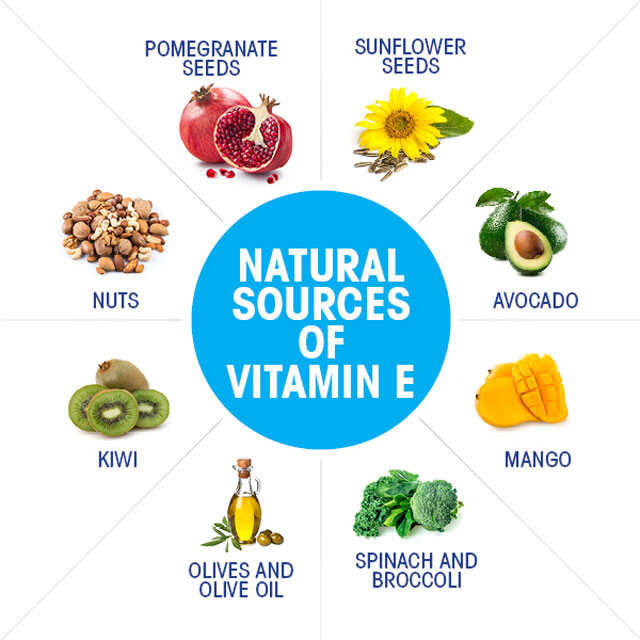 POMEGRANATE
SEEDS
SUNFLOWER
SEEDS
NUTS
NATURAL
SOURCES
OF
VITAMIN E
AVOCADO
KIWI
MANGO
OLIVES AND
OLIVE OIL
SPINACH AND
BROCCOLI